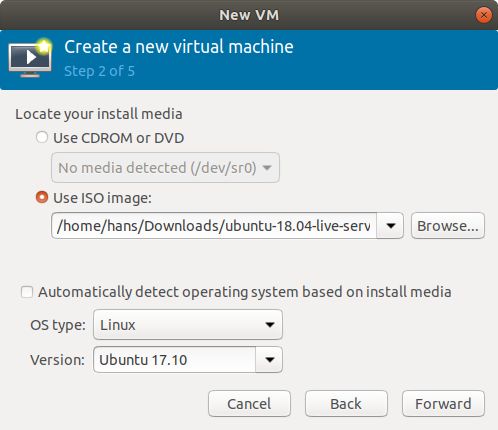 New VM
Create a new virtual machine
Step 2 of 5
Locate your install media
Use CDROM or DVD
No media detected (/dev/sr0)
Use ISO image:
/home/hans/Downloads/ubuntu-18.04-live-serv
Browse...
Automatically detect operating system based on install media
OS type: Linux
Version: Ubuntu 17.10
Cancel Back Forward